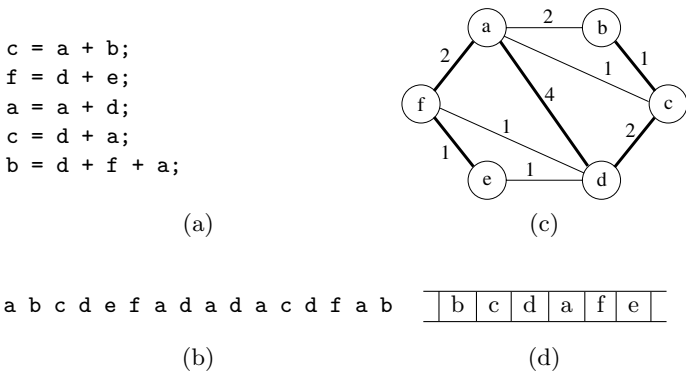 c = a + b;
f = d + e;
a = a + d;
c = d + a;
b = d + f + a;
(a)
a 2 b
2 1 1
4
f c
1 2
1
e 1 d
(c)
a b c d e f a d a d a c d f a b
(b)
b c d a f e
(d)